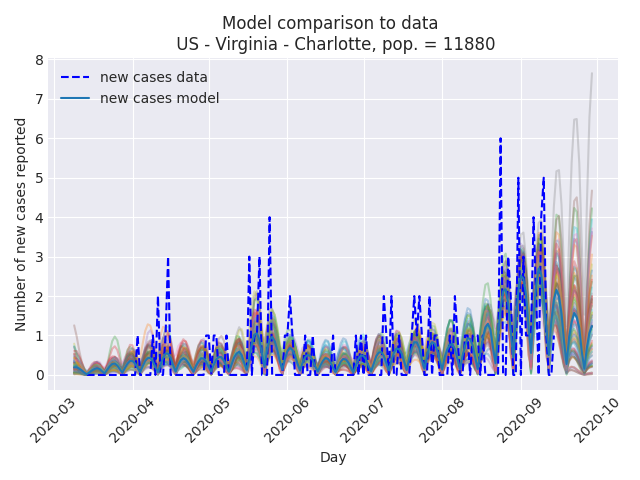 Model comparison to data
US - Virginia - Charlotte, pop. = 11880
new cases data
new cases model
Number of new cases reported
8
7
6
5
4
3
2
1
0
2020-03
2020-04
2020-05
2020-06
2020-07
2020-08
2020-09
2020-10
Day